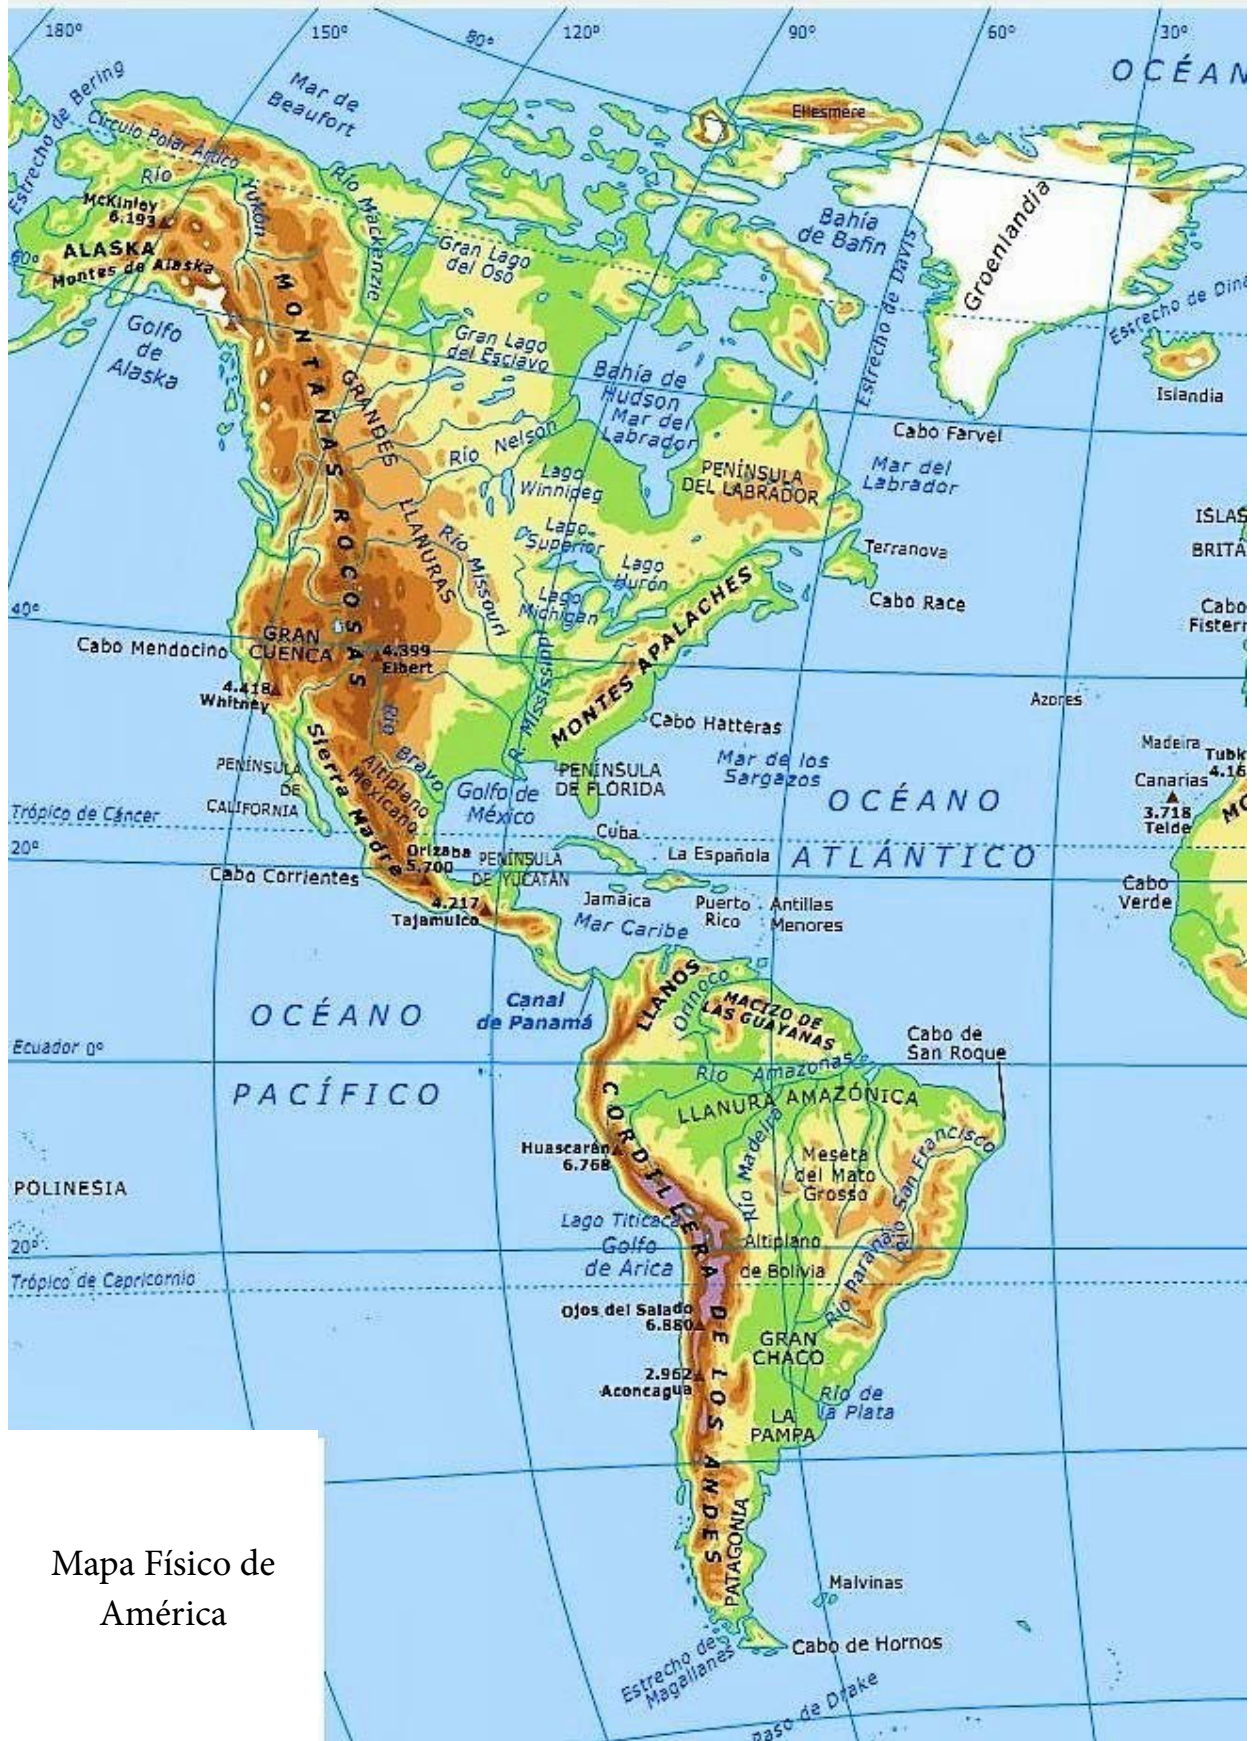 180º
150º
80º
120º
90º
60º
30º
OCÉAN
Estrecho de Bering
Mar de
Beaufort
Ellesmere
Círculo Polar Ártico
Río
Yukón
Río Mackenzie
McKinley
6.193
ALASKA
Montes de Alaska
60º
Golfo
de
Alaska
Gran Lago
del Oso
Gran Lago
del Esclavo
Bahía
de Bafin
Estrecho de Davis
Groenlandia
Estrecho de Din
Islandia
Cabo Farvel
MONTAÑAS ROCOSAS
GRANDES
LLANURAS
Bahía de
Hudson
Mar del
Labrador
Río Nelson
Lago
Winnipeg
PENÍNSULA
DEL LABRADOR
Mar del
Labrador
ISLAS
BRITÁ
Lago
Superior
Lago
Hurón
Lago
Michigan
Río Missouri
Terranova
Cabo Race
Cabo
Fisterr
40º
GRAN
CUENCA
Cabo Mendocino
4.399
Elbert
4.418
Whitney
R. Mississippi
MONTES APALACHES
Azores
Cabo Hatteras
Mar de los
Sargazos
Madeira
Tubk
4.16
Canarias
3.718
Teide
Sierra Madre
Río Bravo
Altiplano
Mexicano
PENÍNSULA
DE
CALIFORNIA
PENÍNSULA
DE FLORIDA
Golfo de
México
OCÉANO
ATLÁNTICO
Trópico de Cáncer
20º
Cuba
La Española
Orizaba
5.700
PENÍNSULA
DE YUCATÁN
Cabo Corrientes
4.217
Tajamulco
Jamaica
Puerto
Rico
Antillas
Menores
Mar Caribe
Cabo
Verde
Canal
de Panamá
LLANOS
Orinoco
MACIZO DE
LAS GUAYANAS
OCÉANO
PACÍFICO
Ecuador 0º
Cabo de
San Roque
Río Amazonas
LLANURA AMAZÓNICA
CORDILLERA DE LOS ANDES
Huascarán
6.768
Río Madeira
Meseta
del Mato
Grosso
Río San Francisco
POLINESIA
Lago Titicaca
Golfo
de Arica
Altiplano
de Bolivia
Río Paraná
20º
Trópico de Capricornio
Ojos del Salado
6.880
GRAN
CHACO
2.962
Aconcagua
Río de
la Plata
LA
PAMPA
PATAGONIA
Malvinas
Cabo de Hornos
Estrecho de
Magallanes
Paso de Drake
Mapa Físico de
América